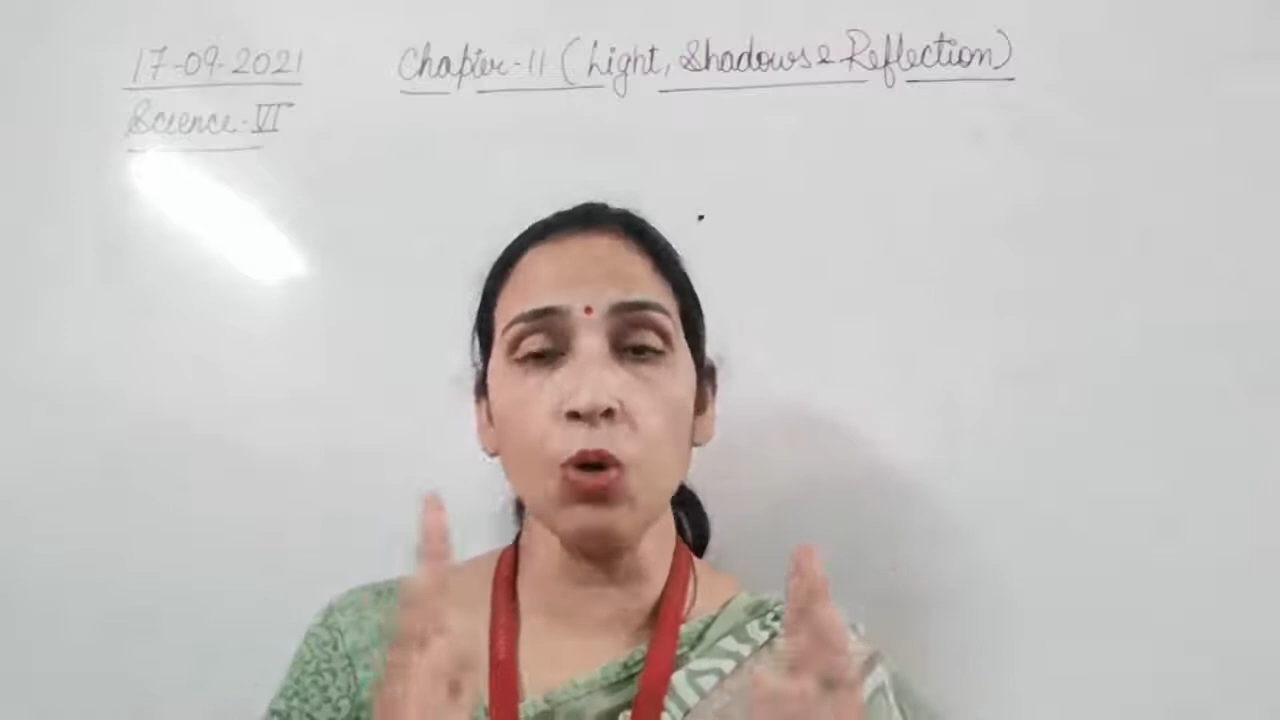 17-09-2021
Chapter-11 (Light, Shadows & Reflection)
Science-VI